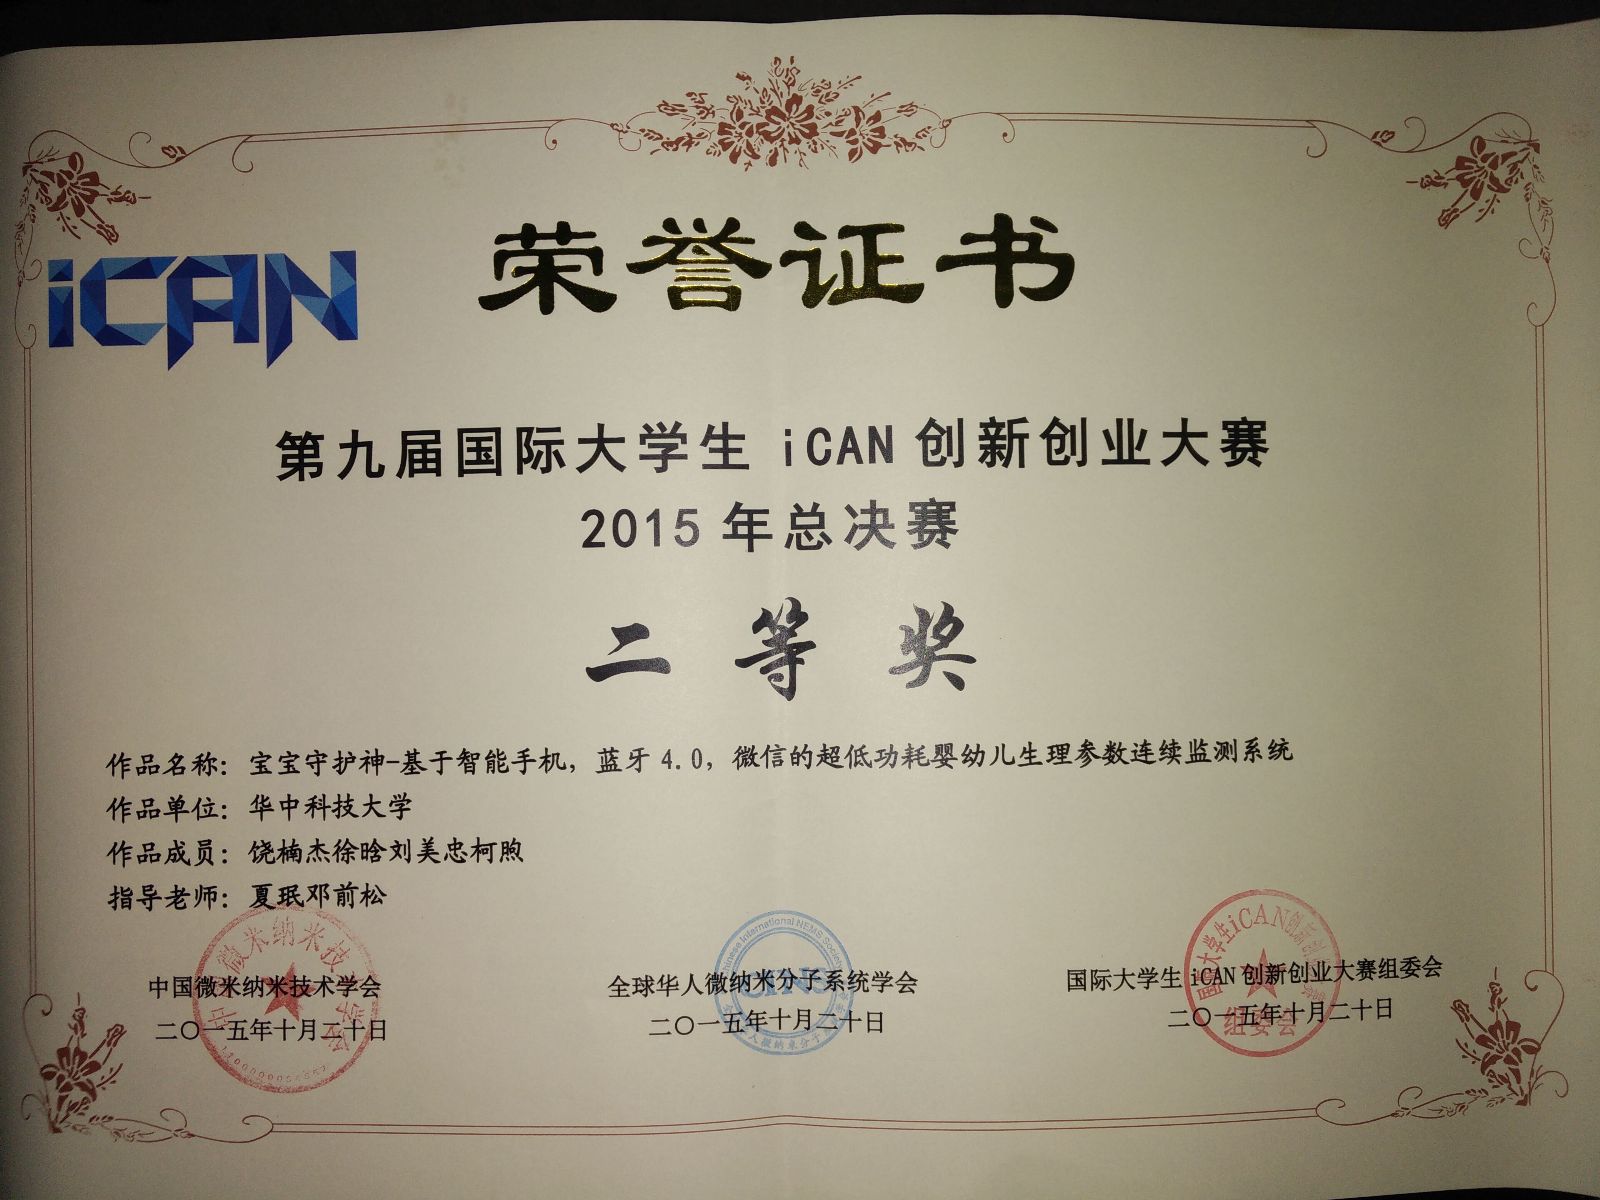 iCAN
荣誉证书
第九届国际大学生 iCAN 创新创业大赛
2015 年总决赛
二等奖
作品名称：宝宝守护神-基于智能手机，蓝牙 4.0，微信的超低功耗婴幼儿生理参数连续监测系统
作品单位：华中科技大学
作品成员：饶楠杰徐晗刘美忠柯煦
指导老师：夏珉邓前松
中国微米纳米技术学会
二〇一五年十月二十日
全球华人微纳米分子系统学会
二〇一五年十月二十日
国际大学生 iCAN 创新创业大赛组委会
二〇一五年十月二十日
Chinese International NEMS Society
CINS
组委会